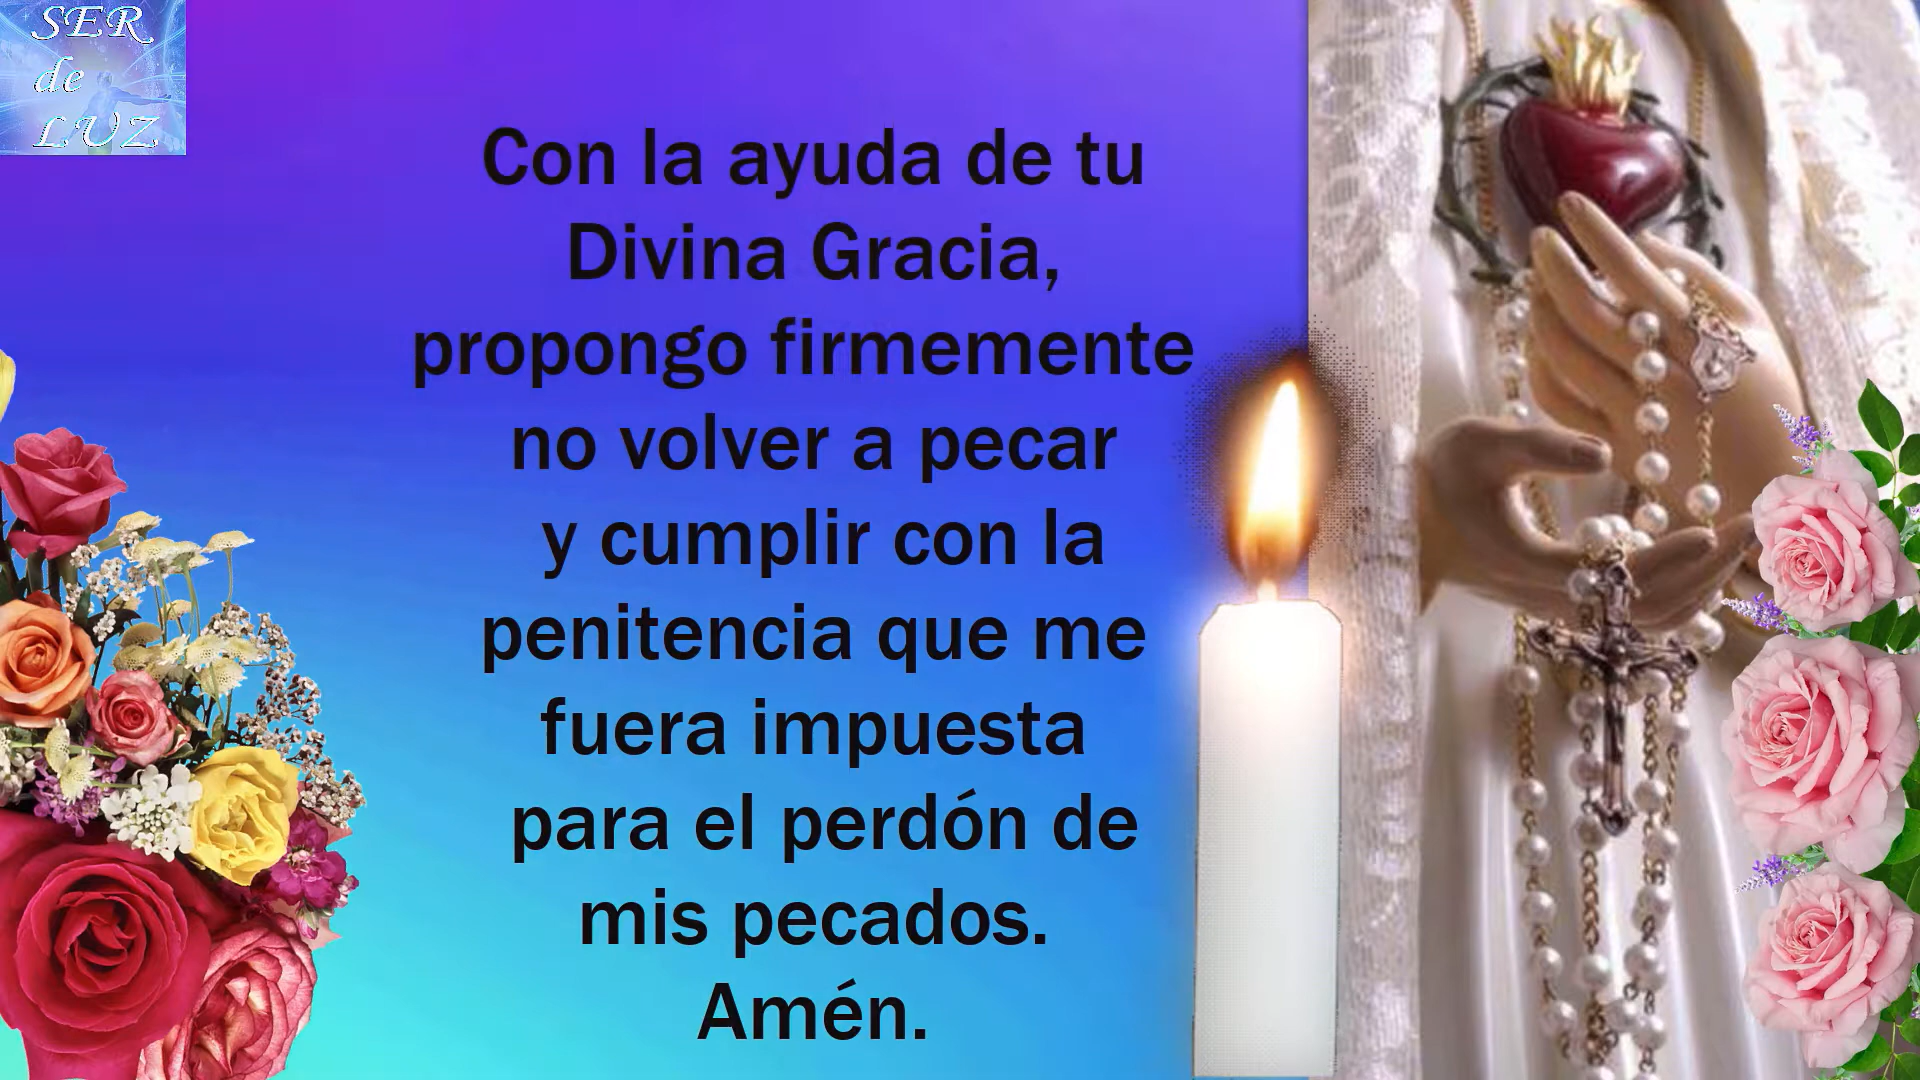 SER
de
LUZ
Con la ayuda de tu
Divina Gracia,
propongo firmemente
no volver a pecar
y cumplir con la
penitencia que me
fuera impuesta
para el perdón de
mis pecados.
Amén.